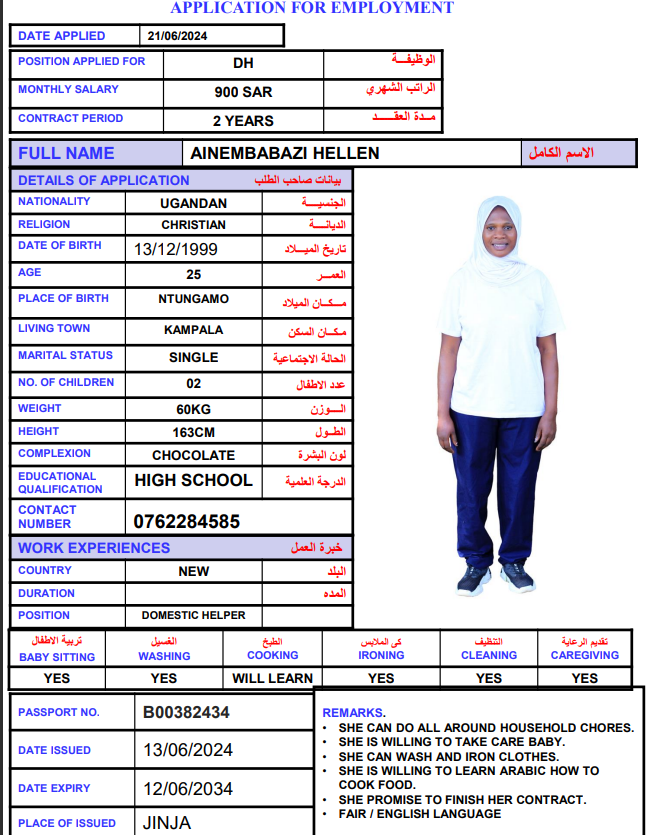 APPLICATION FOR EMPLOYMENT
DATE APPLIED 21/06/2024
POSITION APPLIED FOR DH الوظيفـــة
MONTHLY SALARY 900 SAR الراتب الشهري
CONTRACT PERIOD 2 YEARS مـدة العقـــد
FULL NAME AINEMBABAZI HELLEN الاسم الكامل
DETAILS OF APPLICATION بيانات صاحب الطلب
NATIONALITY UGANDAN الجنسيـــة
RELIGION CHRISTIAN الديانـــة
DATE OF BIRTH 13/12/1999 تاريخ الميـــلاد
AGE 25 العمــر
PLACE OF BIRTH NTUNGAMO مـــكـان الميلاد
LIVING TOWN KAMPALA مكـان السكن
MARITAL STATUS SINGLE الحالة الاجتماعية
NO. OF CHILDREN 02 عدد الاطفال
WEIGHT 60KG الــوزن
HEIGHT 163CM الطـول
COMPLEXION CHOCOLATE لون البشرة
EDUCATIONAL QUALIFICATION HIGH SCHOOL الدرجة العلمية
CONTACT NUMBER 0762284585
WORK EXPERIENCES خبرة العمل
COUNTRY NEW البلد
DURATION المده
POSITION DOMESTIC HELPER
تربية الاطفال الغسيل الطبخ كى الملابس التنظيف تقديم الرعاية
BABY SITTING WASHING COOKING IRONING CLEANING CAREGIVING
YES YES WILL LEARN YES YES YES
PASSPORT NO. B00382434
DATE ISSUED 13/06/2024
DATE EXPIRY 12/06/2034
PLACE OF ISSUED JINJA
REMARKS.
• SHE CAN DO ALL AROUND HOUSEHOLD CHORES.
• SHE IS WILLING TO TAKE CARE BABY.
• SHE CAN WASH AND IRON CLOTHES.
• SHE IS WILLING TO LEARN ARABIC HOW TO
COOK FOOD.
• SHE PROMISE TO FINISH HER CONTRACT.
• FAIR / ENGLISH LANGUAGE